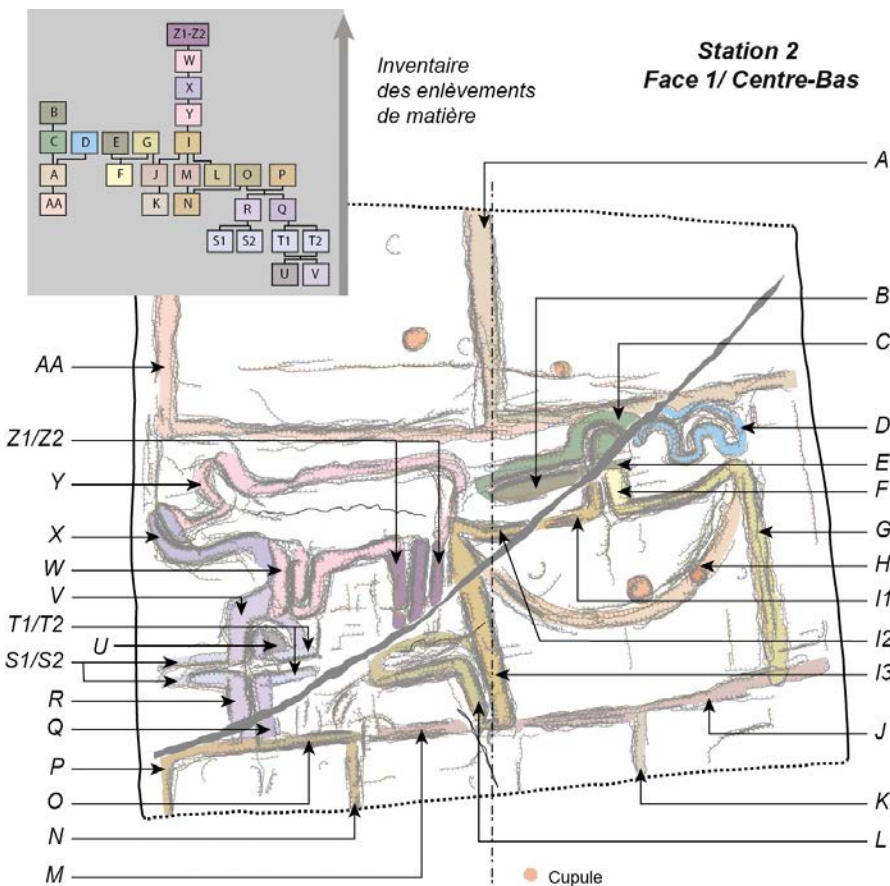 Z1-Z2
W
X
Y
B
C D E G I
A F J M L O P
AA K N
R Q
S1 S2 T1 T2
U V
Inventaire
des enlèvements
de matière
Station 2
Face 1/ Centre-Bas
A
B
C
D
E
F
G
H
I1
I2
I3
J
K
L
AA
Z1/Z2
Y
X
W
V
T1/T2
U
S1/S2
R
Q
P
O
N
M
Cupule